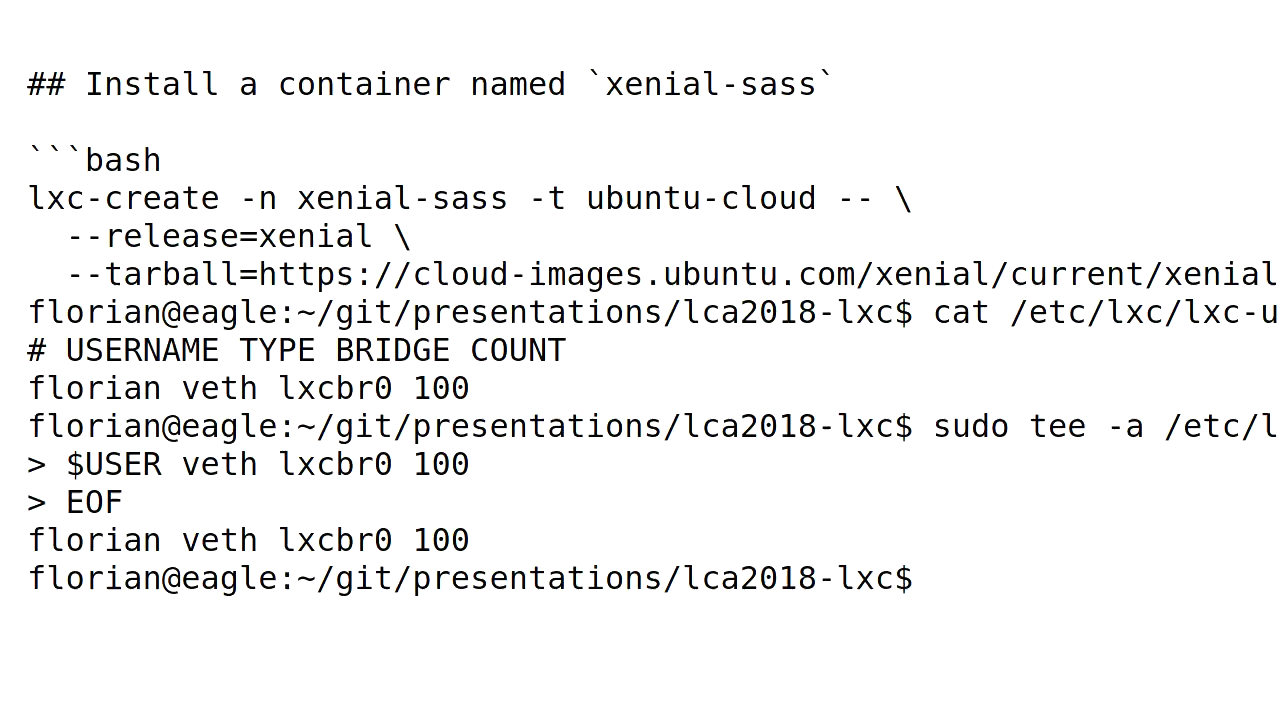 ## Install a container named `xenial-sass`
```bash
lxc-create -n xenial-sass -t ubuntu-cloud -- \
--release=xenial \
--tarball=https://cloud-images.ubuntu.com/xenial/current/xenial
florian@eagle:~/git/presentations/lca2018-lxc$ cat /etc/lxc/lxc-u
# USERNAME TYPE BRIDGE COUNT
florian veth lxcbr0 100
florian@eagle:~/git/presentations/lca2018-lxc$ sudo tee -a /etc/l
> $USER veth lxcbr0 100
> EOF
florian veth lxcbr0 100
florian@eagle:~/git/presentations/lca2018-lxc$